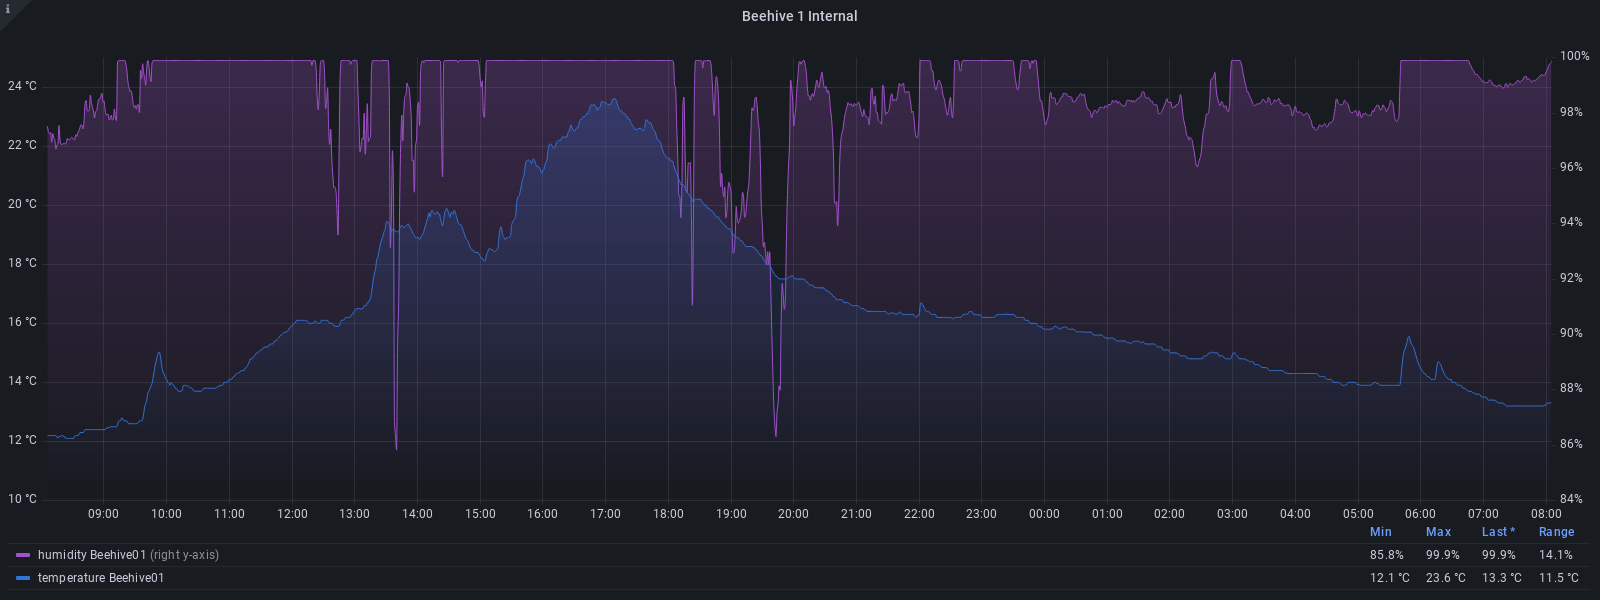 i
Beehive 1 Internal
100%
24 °C
98%
22 °C
96%
20 °C
94%
18 °C
92%
16 °C
90%
14 °C
88%
12 °C
86%
10 °C
84%
09:00 10:00 11:00 12:00 13:00 14:00 15:00 16:00 17:00 18:00 19:00 20:00 21:00 22:00 23:00 00:00 01:00 02:00 03:00 04:00 05:00 06:00 07:00 08:00
Min Max Last * Range
humidity Beehive01 (right y-axis) 85.8% 99.9% 99.9% 14.1%
temperature Beehive01 12.1 °C 23.6 °C 13.3 °C 11.5 °C